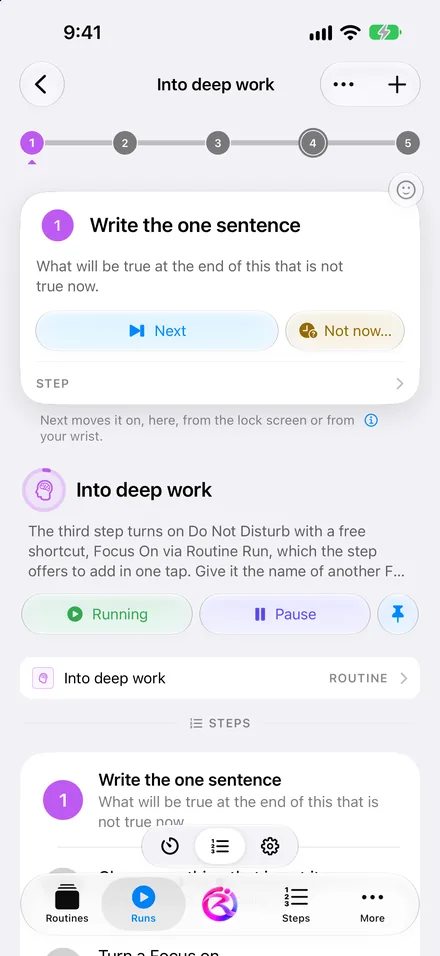 9:41
Into deep work
1
2
3
4
5
1
Write the one sentence
What will be true at the end of this that is not
true now.
Next
Not now...
STEP
Next moves it on, here, from the lock screen or from
your wrist.
Into deep work
The third step turns on Do Not Disturb with a free
shortcut, Focus On via Routine Run, which the step
offers to add in one tap. Give it the name of another F...
Running
Pause
Into deep work
ROUTINE
STEPS
1
Write the one sentence
What will be true at the end of this that is
not true now.
Routines
Runs
Steps
More
Turn a Focus on